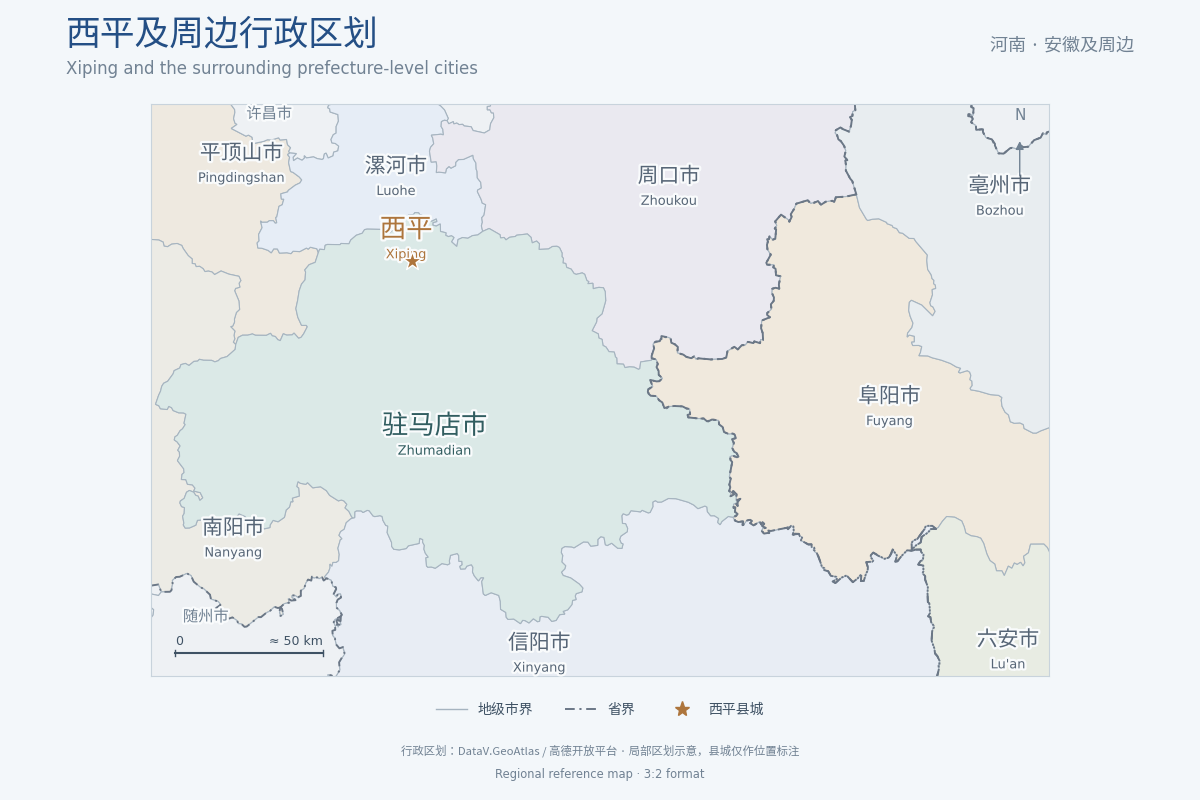 西平及周边行政区划
Xiping and the surrounding prefecture-level cities
河南 · 安徽及周边
许昌市
N
平顶山市
Pingdingshan
漯河市
Luohe
周口市
Zhoukou
亳州市
Bozhou
西平
Xiping
阜阳市
Fuyang
驻马店市
Zhumadian
南阳市
Nanyang
随州市
0
≈ 50 km
信阳市
Xinyang
六安市
Lu'an
地级市界
省界
西平县城
行政区划：DataV.GeoAtlas / 高德开放平台 · 局部区划示意，县城仅作位置标注
Regional reference map · 3:2 format